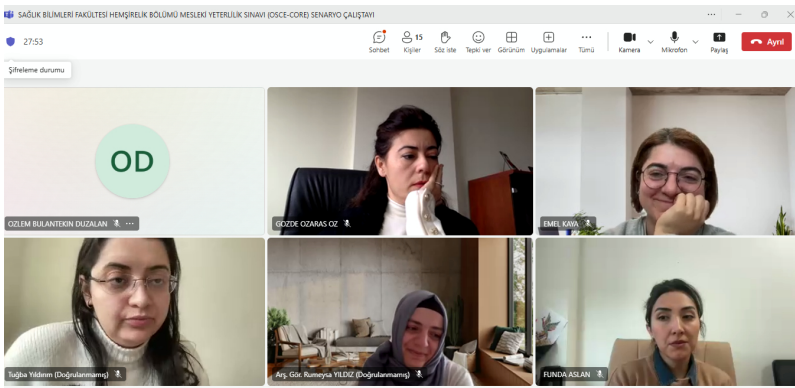 SAĞLIK BİLİMLERİ FAKÜLTESİ HEMŞİRELİK BÖLÜMÜ MESLEKİ YETERLİLİK SINAVI (OSCE-CORE) SENARYO ÇALIŞTAYI
27:53
Sohbet
15
Kişiler
Söz iste
Tepki ver
Görünüm
Uygulamalar
Tümü
Kamera
Mikrofon
Paylaş
Ayrıl
Şifreleme durumu
OD
OZLEM BULANTEKIN DUZALAN
GOZDE OZARAS OZ
EMEL KAYA
Tuğba Yıldırım (Doğrulanmamış)
Arş. Gör. Rumeysa YILDIZ (Doğrulanmamış)
FUNDA ASLAN